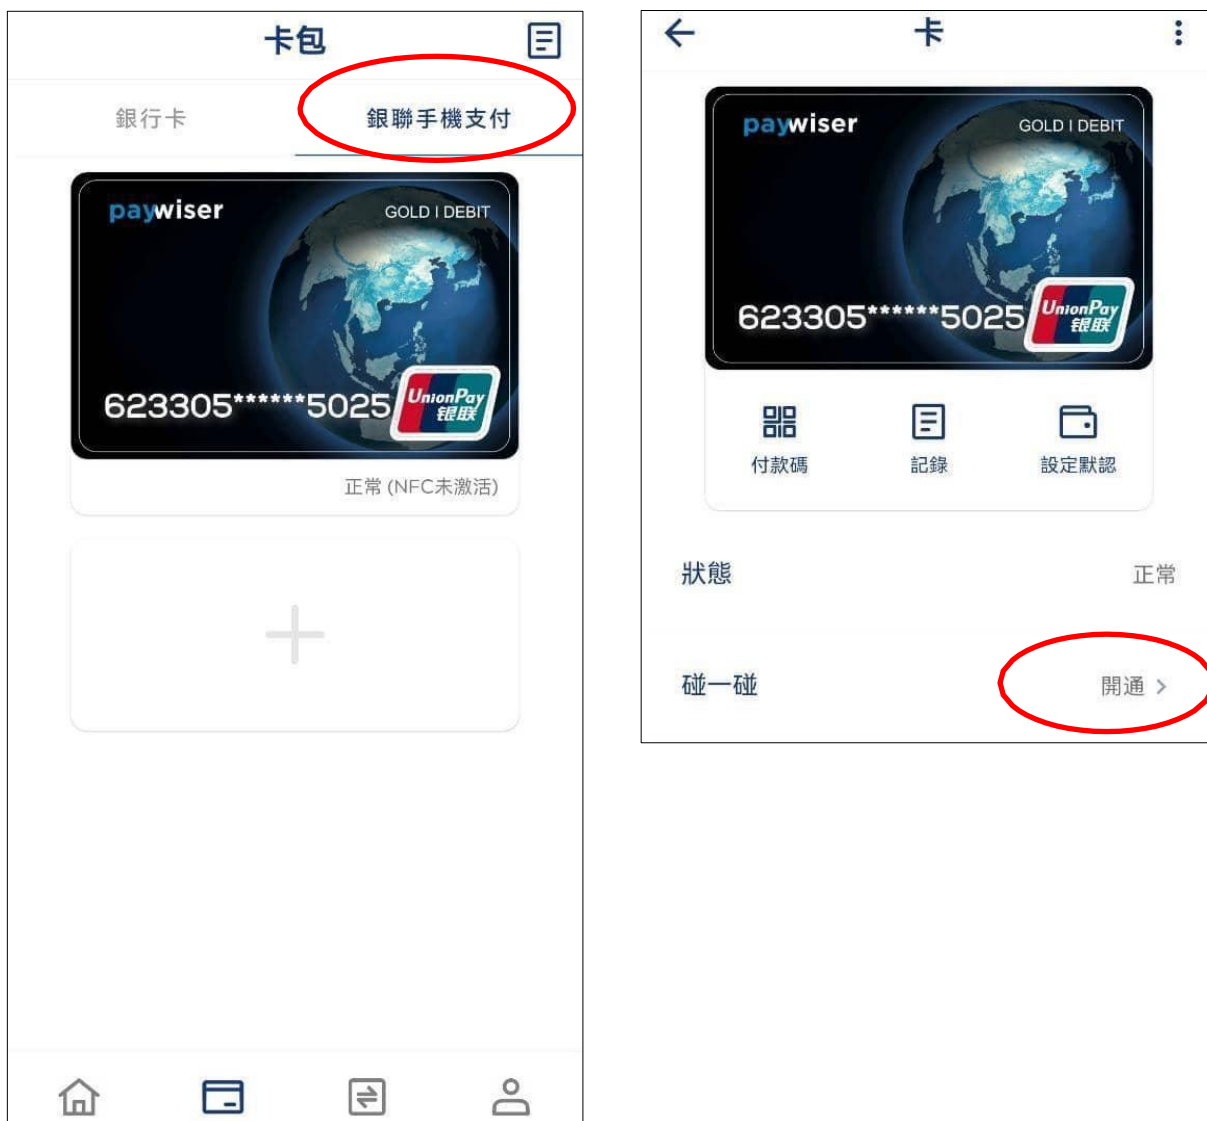 卡包
銀行卡
銀聯手機支付
paywiser
GOLD I DEBIT
623305******5025
UnionPay
银联
正常 (NFC未激活)
卡
paywiser
GOLD I DEBIT
623305******5025
UnionPay
银联
付款碼
記錄
設定默認
狀態
正常
碰一碰
開通 >